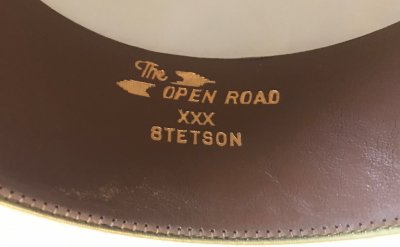 The
OPEN ROAD
XXX
STETSON